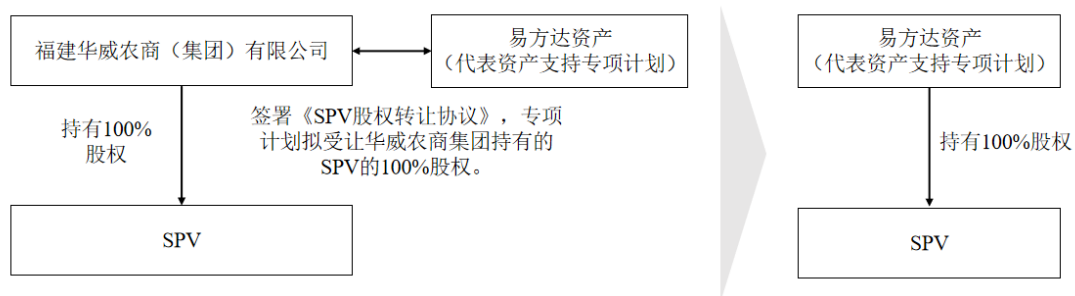 福建华威农商（集团）有限公司
易方达资产
（代表资产支持专项计划）
持有100%
股权
签署《SPV股权转让协议》，专项
计划拟受让华威农商集团持有的
SPV的100%股权。
SPV
易方达资产
（代表资产支持专项计划）
持有100%股权
SPV